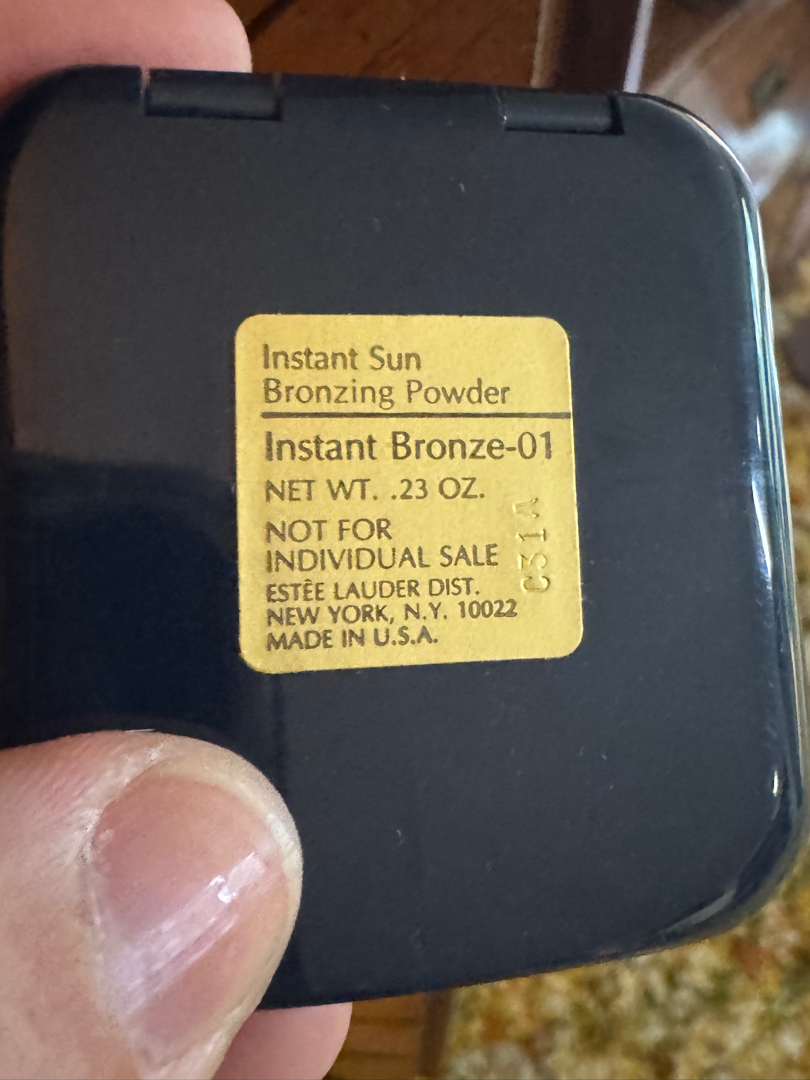 Instant Sun
Bronzing Powder
Instant Bronze-01
NET WT. .23 OZ.
NOT FOR
INDIVIDUAL SALE
ESTĒE LAUDER DIST.
NEW YORK, N.Y. 10022
MADE IN U.S.A.
C31A